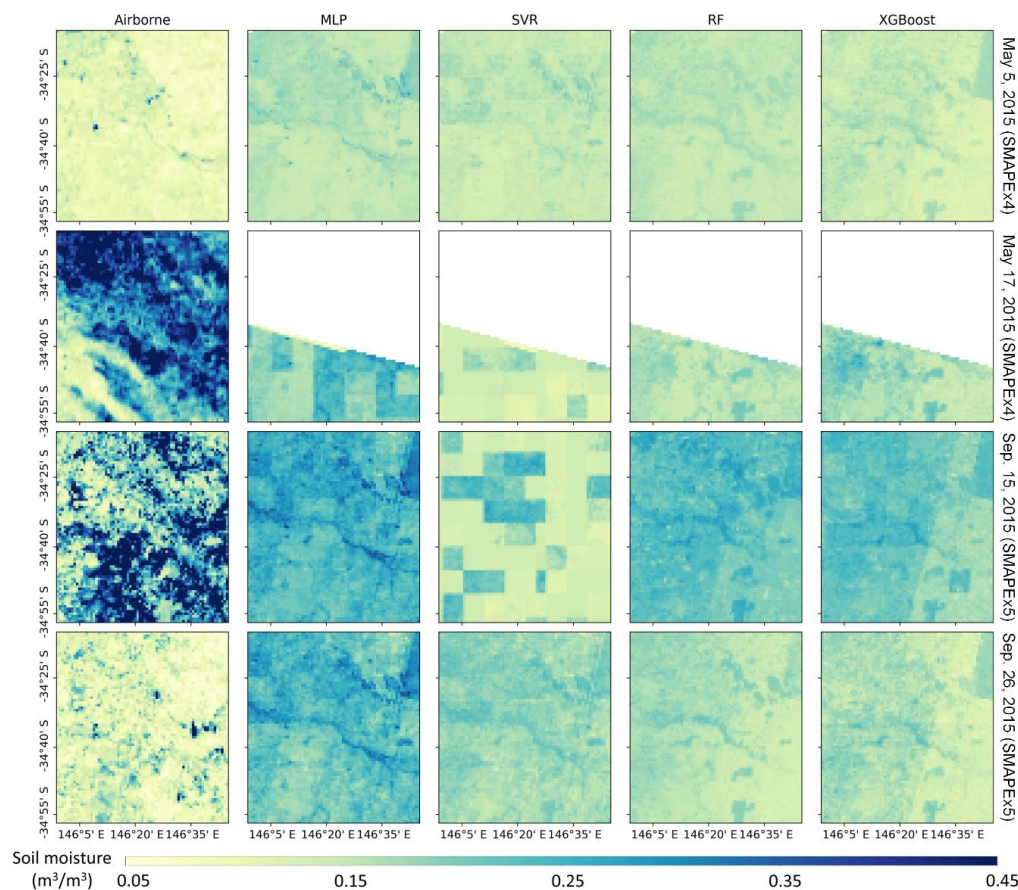 Airborne MLP SVR RF XGBoost
-34°25' S
-34°40' S
-34°55' S
May 5, 2015 (SMAPEx4)
-34°25' S
-34°40' S
-34°55' S
May 17, 2015 (SMAPEx4)
-34°25' S
-34°40' S
-34°55' S
Sep. 15, 2015 (SMAPEx5)
-34°25' S
-34°40' S
-34°55' S
Sep. 26, 2015 (SMAPEx5)
146°5' E 146°20' E 146°35' E 146°5' E 146°20' E 146°35' E 146°5' E 146°20' E 146°35' E 146°5' E 146°20' E 146°35' E 146°5' E 146°20' E 146°35' E
Soil moisture
(m³/m³) 0.05 0.15 0.25 0.35 0.45